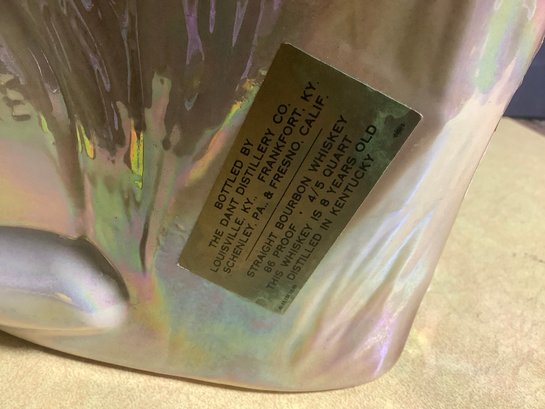 BOTTLED BY
THE DANT DISTILLERY CO.
LOUISVILLE, KY., FRANKFORT, KY.
SCHENLEY, PA., & FRESNO, CALIF.
STRAIGHT BOURBON WHISKEY
86 PROOF • 4/5 QUART
THIS WHISKEY IS 8 YEARS OLD
DISTILLED IN KENTUCKY